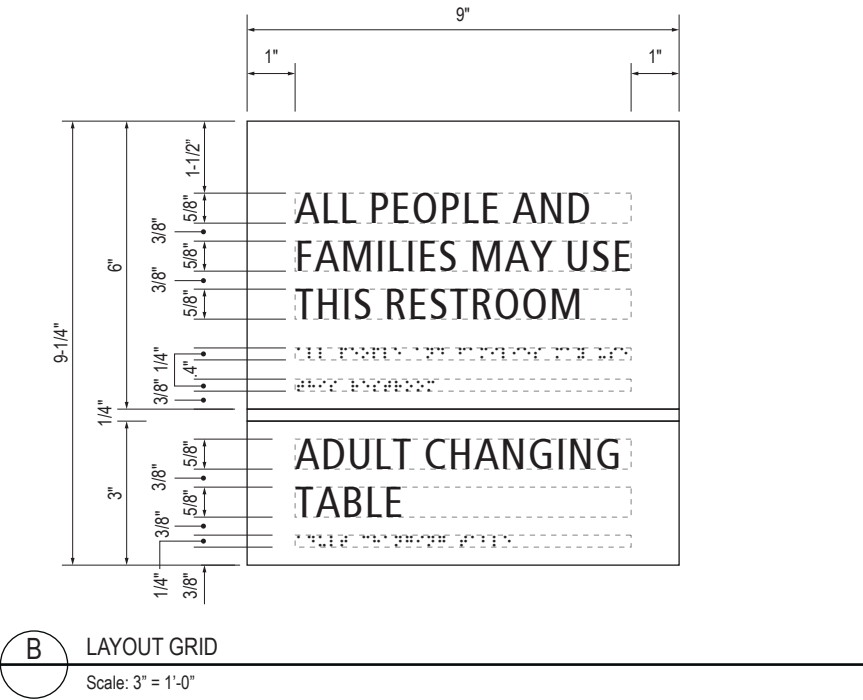 9"
1"
1"
1-1/2"
5/8"
ALL PEOPLE AND
3/8"
5/8"
FAMILIES MAY USE
6"
3/8"
5/8"
THIS RESTROOM
9-1/4"
1/4"
.4"
3/8"
1/4"
5/8"
ADULT CHANGING
3/8"
3"
5/8"
TABLE
3/8"
1/4"
3/8"
B
LAYOUT GRID
Scale: 3” = 1’-0”